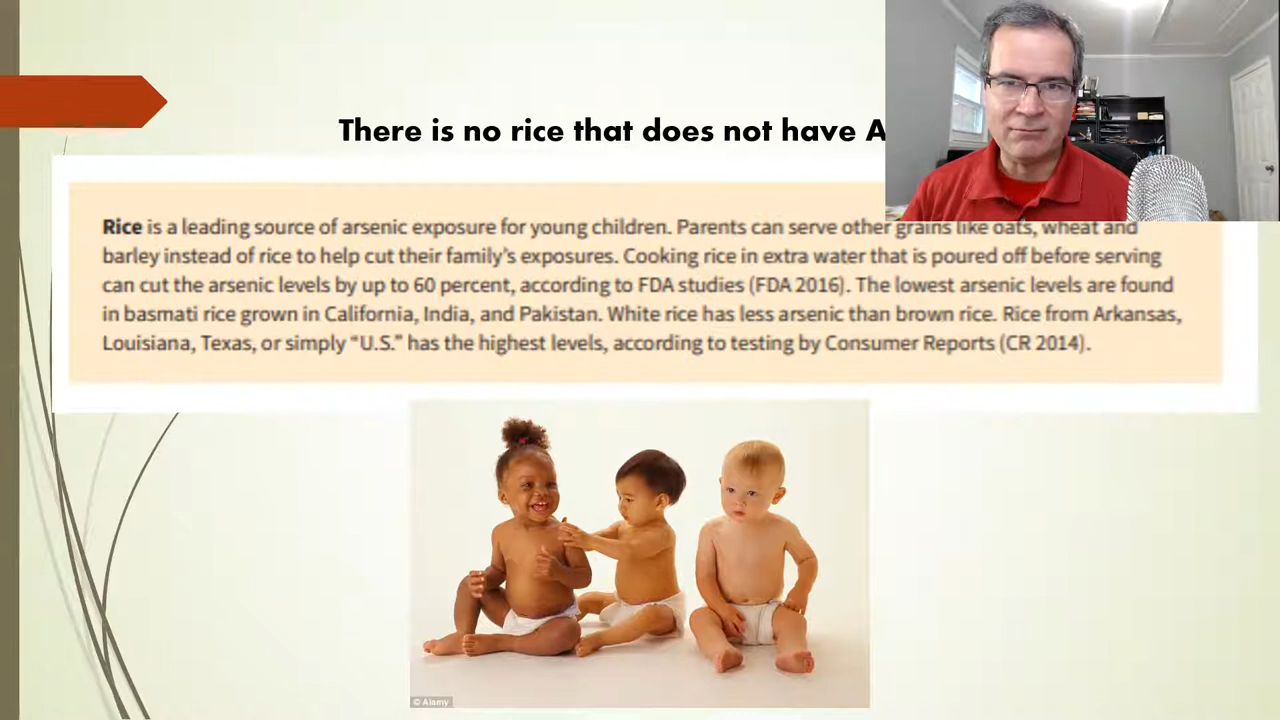 There is no rice that does not have A
Rice is a leading source of arsenic exposure for young children. Parents can serve other grains like oats, wheat and
barley instead of rice to help cut their family’s exposures. Cooking rice in extra water that is poured off before serving
can cut the arsenic levels by up to 60 percent, according to FDA studies (FDA 2016). The lowest arsenic levels are found
in basmati rice grown in California, India, and Pakistan. White rice has less arsenic than brown rice. Rice from Arkansas,
Louisiana, Texas, or simply “U.S.” has the highest levels, according to testing by Consumer Reports (CR 2014).
© Alamy